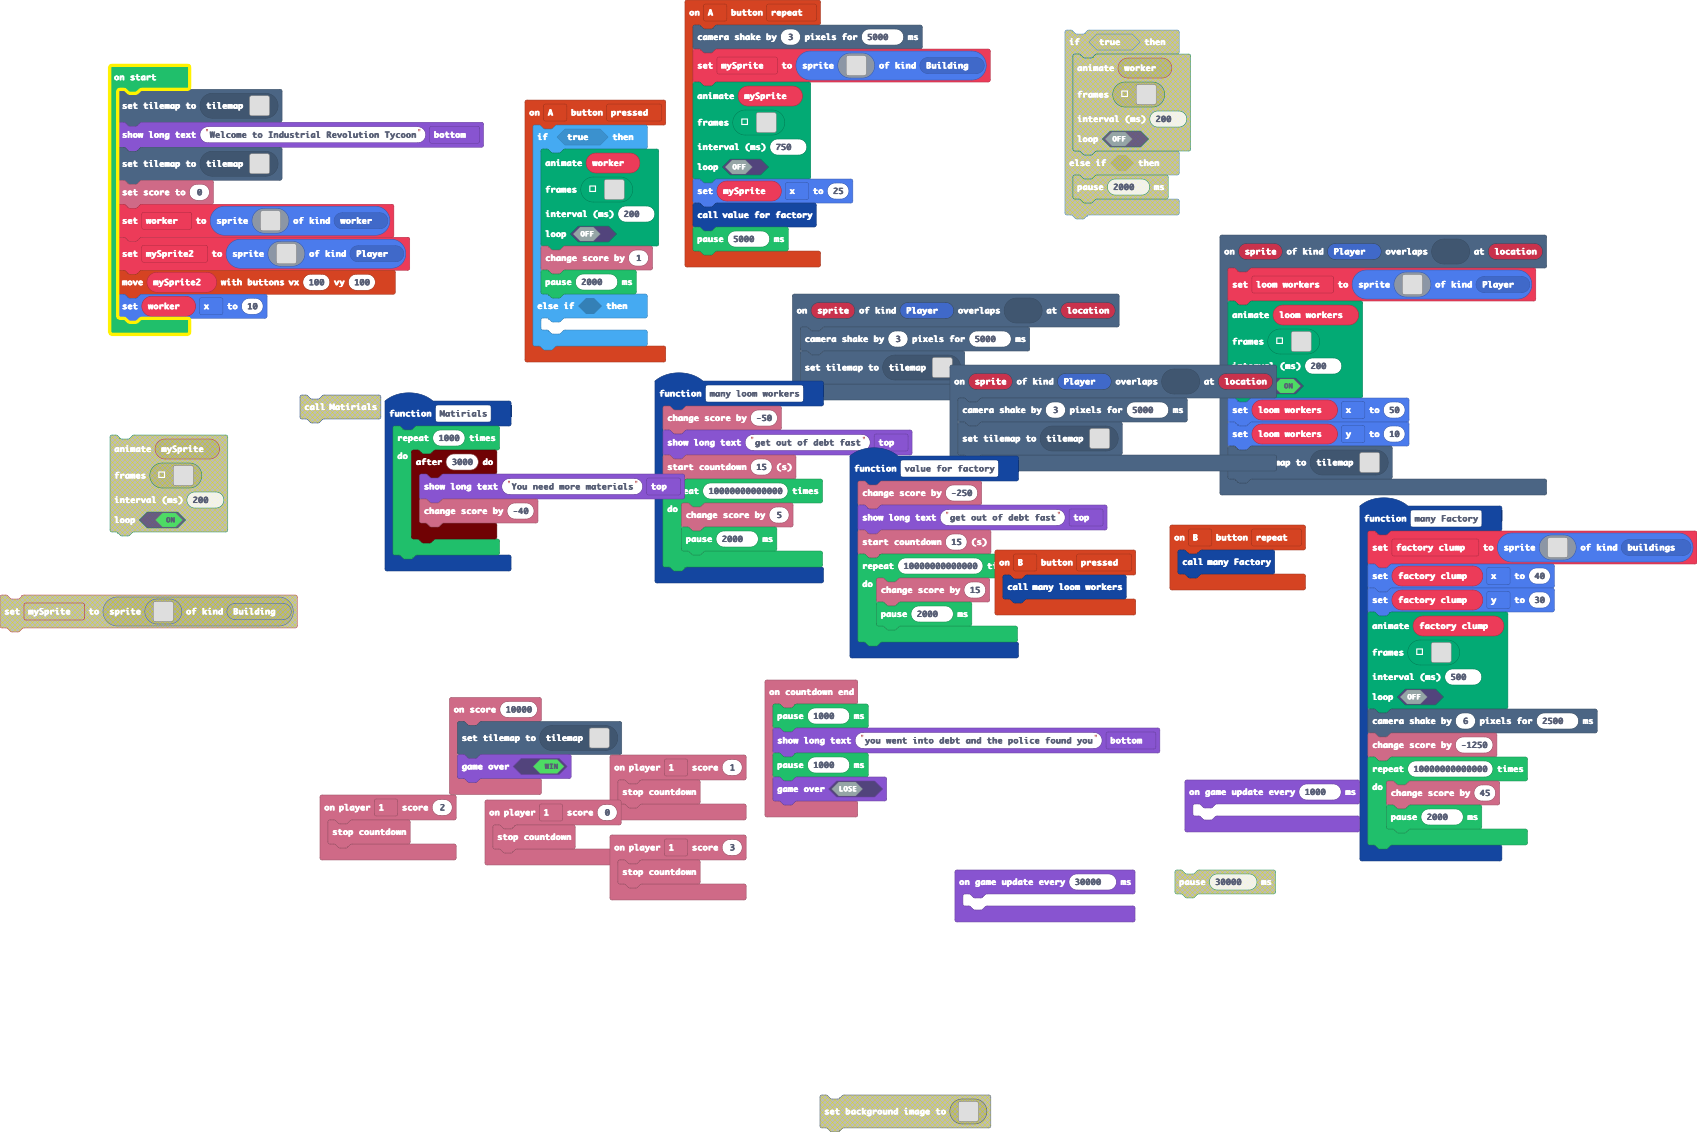 on start
set tilemap to tilemap
show long text "Welcome to Industrial Revolution Tycoon" bottom
set tilemap to tilemap
set score to 0
set worker to sprite of kind worker
set mySprite2 to sprite of kind Player
move mySprite2 with buttons vx 100 vy 100
set worker x to 10
on A button pressed
if true then
animate worker
frames
interval (ms) 200
loop OFF
change score by 1
pause 2000 ms
else if then
on A button repeat
camera shake by 3 pixels for 5000 ms
set mySprite to sprite of kind Building
animate mySprite
frames
interval (ms) 750
loop OFF
set mySprite x to 25
call value for factory
pause 5000 ms
if true then
animate worker
frames
interval (ms) 200
loop OFF
else if then
pause 2000 ms
on sprite of kind Player overlaps at location
set loom workers to sprite of kind Player
animate loom workers
frames
(ms) 200
ON
set loom workers x to 50
set loom workers y to 10
map to tilemap
on sprite of kind Player overlaps at location
camera shake by 3 pixels for 5000 ms
set tilemap to tilemap
on sprite of kind Player overlaps at location
camera shake by 3 pixels for 5000 ms
set tilemap to tilemap
call Matirials
function Matirials
repeat 1000 times
do
after 3000 do
show long text "You need more materials" top
change score by -40
function many loom workers
change score by -50
show long text "get out of debt fast" top
start countdown 15 (s)
eat 10000000000000 times
do
change score by 5
pause 2000 ms
animate mySprite
frames
interval (ms) 200
loop ON
function value for factory
change score by -250
show long text "get out of debt fast" top
start countdown 15 (s)
repeat 10000000000000 t
do
change score by 15
pause 2000 ms
on B button pressed
call many loom workers
on B button repeat
call many Factory
function many Factory
set factory clump to sprite of kind buildings
set factory clump x to 40
set factory clump y to 30
animate factory clump
frames
interval (ms) 500
loop OFF
camera shake by 6 pixels for 2500 ms
change score by -1250
repeat 10000000000000 times
do
change score by 45
pause 2000 ms
set mySprite to sprite of kind Building
on score 10000
set tilemap to tilemap
game over WIN
on countdown end
pause 1000 ms
show long text "you went into debt and the police found you" bottom
pause 1000 ms
game over LOSE
on player 1 score 1
stop countdown
on player 1 score 2
stop countdown
on player 1 score 0
stop countdown
on player 1 score 3
stop countdown
on game update every 1000 ms
on game update every 30000 ms
pause 30000 ms
set background image to